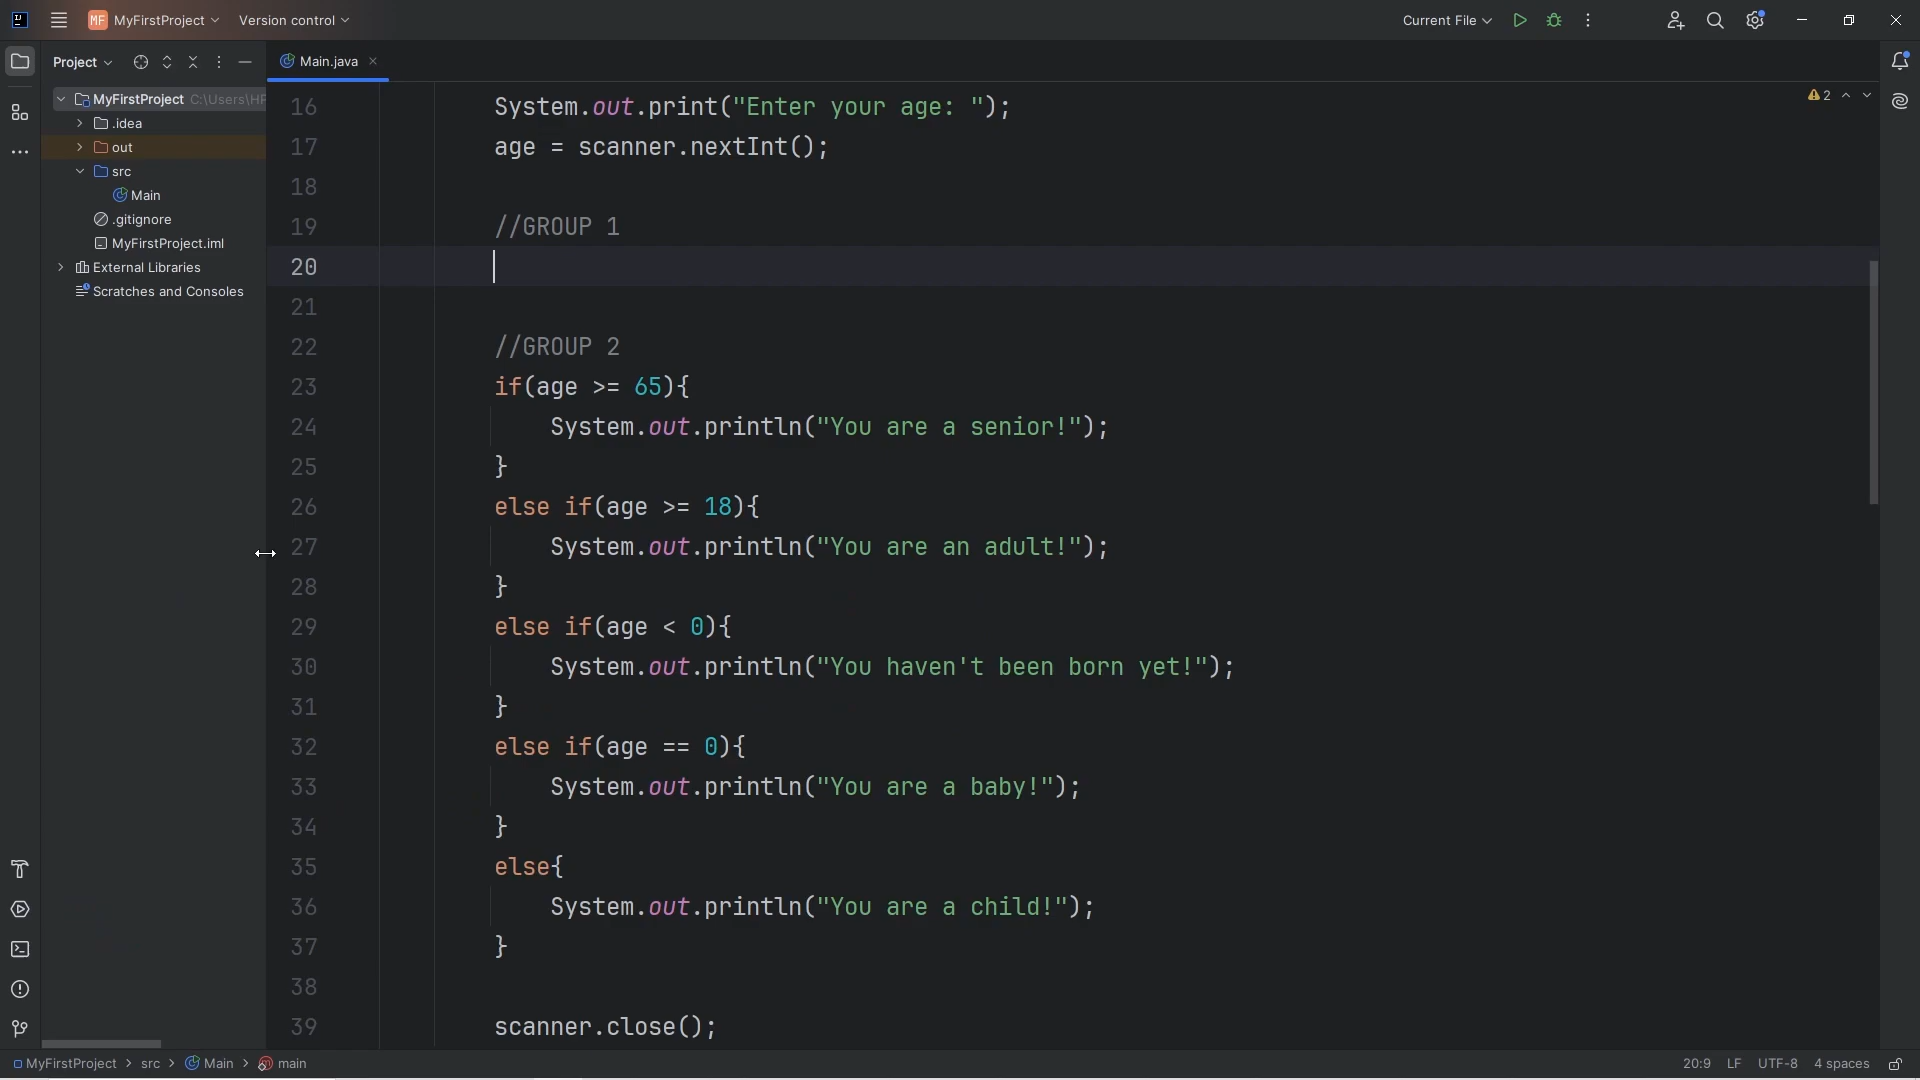 MF MyFirstProject Version control Current File
Project
Main.java
MyFirstProject C:\Users\HP
.idea
out
src
Main
.gitignore
MyFirstProject.iml
External Libraries
Scratches and Consoles
2
16 System.out.print("Enter your age: ");
17 age = scanner.nextInt();
18
19 //GROUP 1
20
21
22 //GROUP 2
23 if(age >= 65){
24 System.out.println("You are a senior!");
25 }
26 else if(age >= 18){
27 System.out.println("You are an adult!");
28 }
29 else if(age < 0){
30 System.out.println("You haven't been born yet!");
31 }
32 else if(age == 0){
33 System.out.println("You are a baby!");
34 }
35 else{
36 System.out.println("You are a child!");
37 }
38
39 scanner.close();
MyFirstProject > src > Main > main 20:9 LF UTF-8 4 spaces